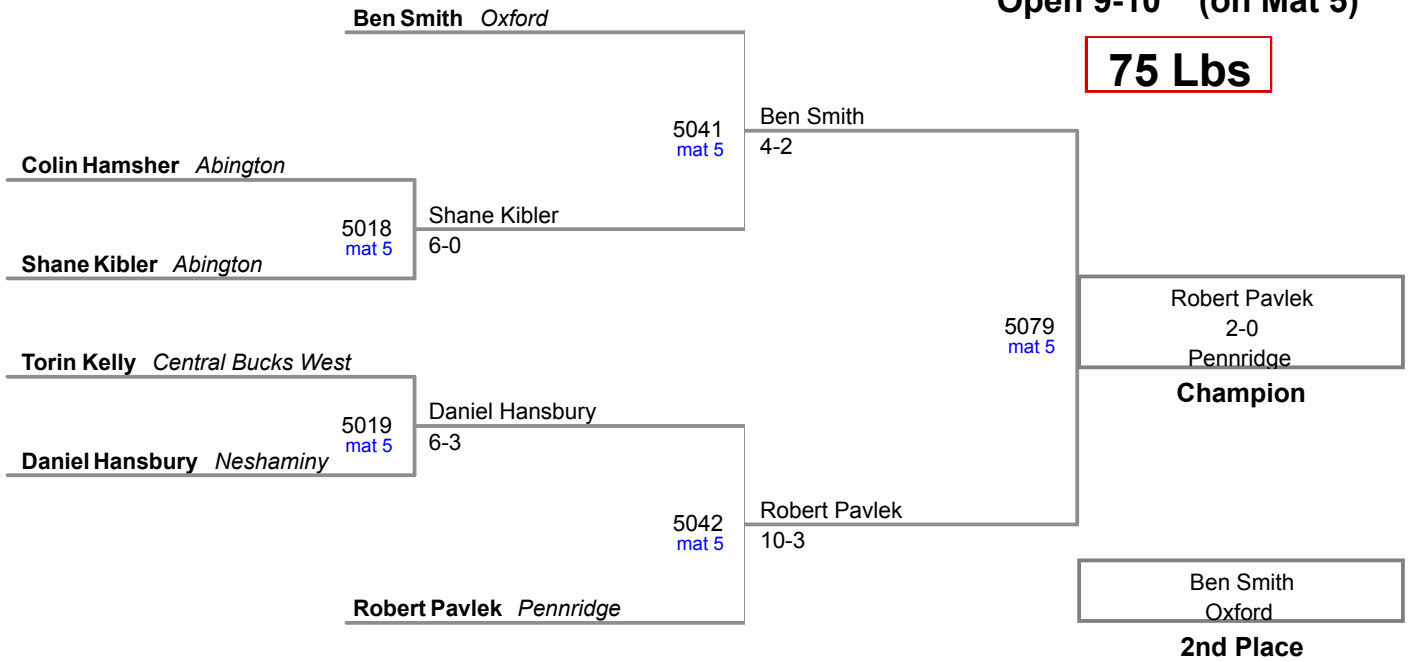 Open 9-10 (on Mat 5)
75 Lbs
Ben Smith Oxford
5041
mat 5
Ben Smith
4-2
Colin Hamsher Abington
5018
mat 5
Shane Kibler
6-0
Shane Kibler Abington
Torin Kelly Central Bucks West
5019
mat 5
Daniel Hansbury
6-3
Daniel Hansbury Neshaminy
5042
mat 5
Robert Pavlek
10-3
Robert Pavlek Pennridge
5079
mat 5
Robert Pavlek
2-0
Pennridge
Champion
Ben Smith
Oxford
2nd Place